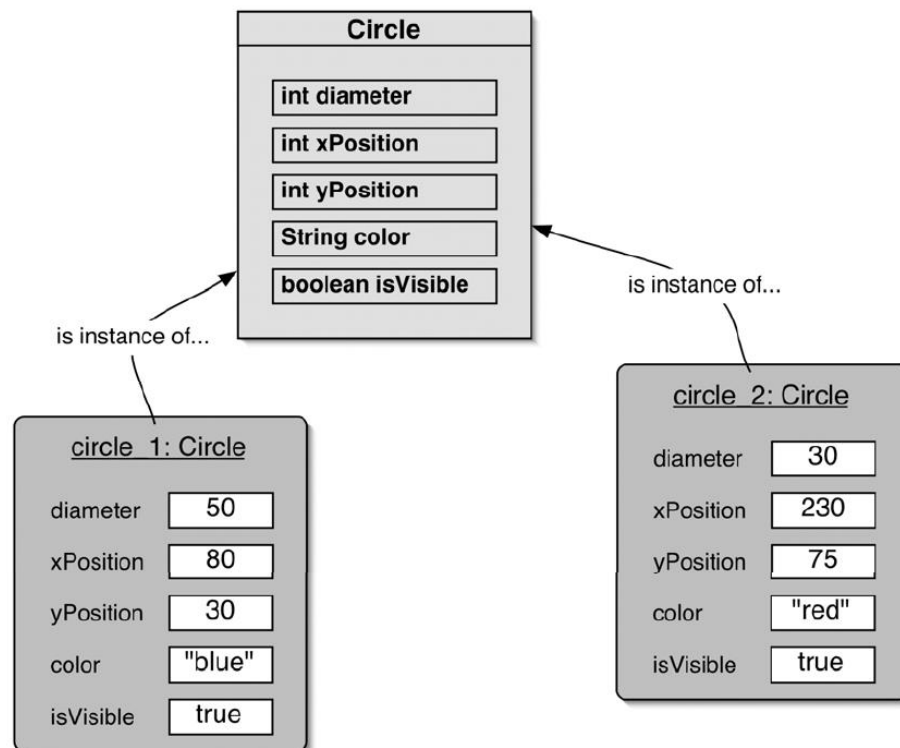 Circle
int diameter
int xPosition
int yPosition
String color
boolean isVisible
is instance of...
is instance of...
circle_1: Circle
diameter 50
xPosition 80
yPosition 30
color "blue"
isVisible true
circle_2: Circle
diameter 30
xPosition 230
yPosition 75
color "red"
isVisible true